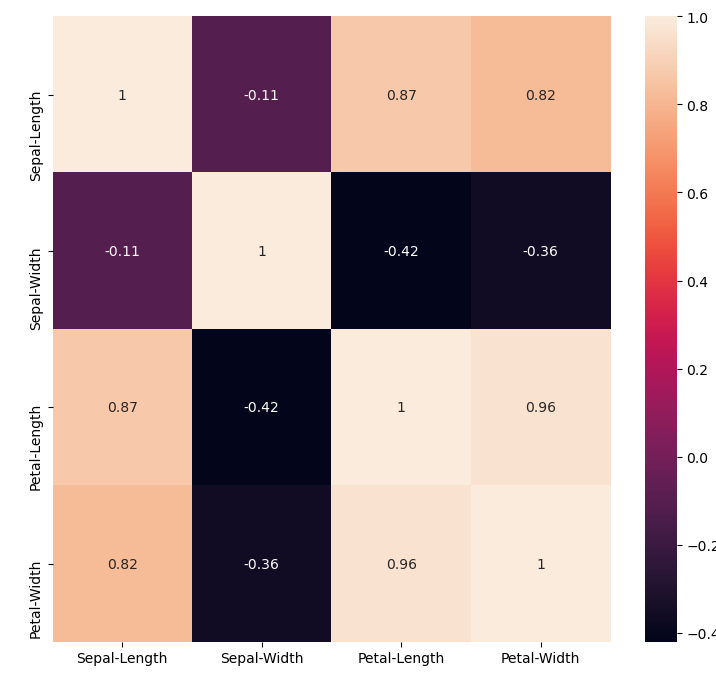 Sepal-Length 1 -0.11 0.87 0.82
Sepal-Width -0.11 1 -0.42 -0.36
Petal-Length 0.87 -0.42 1 0.96
Petal-Width 0.82 -0.36 0.96 1
Sepal-Length Sepal-Width Petal-Length Petal-Width
1.0
0.8
0.6
0.4
0.2
0.0
−0.2
−0.4